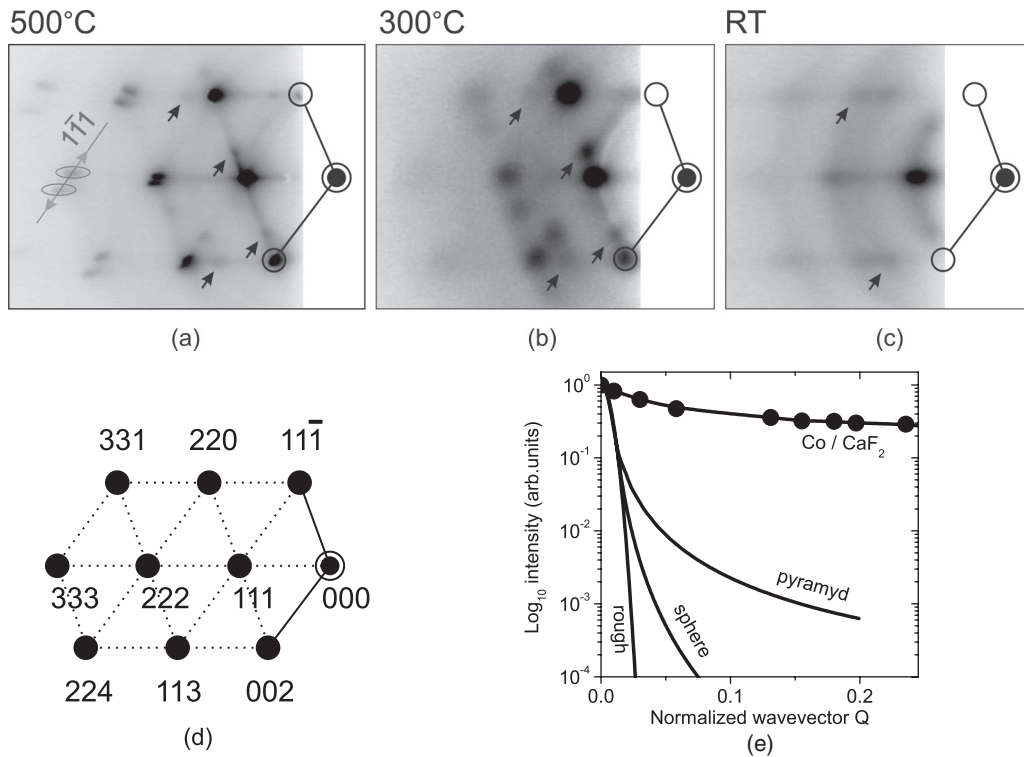 500°C
300°C
RT
11̅1
(a)
(b)
(c)
331 220 111̅
333 222 111 000
224 113 002
(d)
Log10 intensity (arb.units)
10^0
10^-1
10^-2
10^-3
10^-4
Co / CaF2
pyramyd
sphere
rough
0.0 0.1 0.2
Normalized wavevector Q
(e)